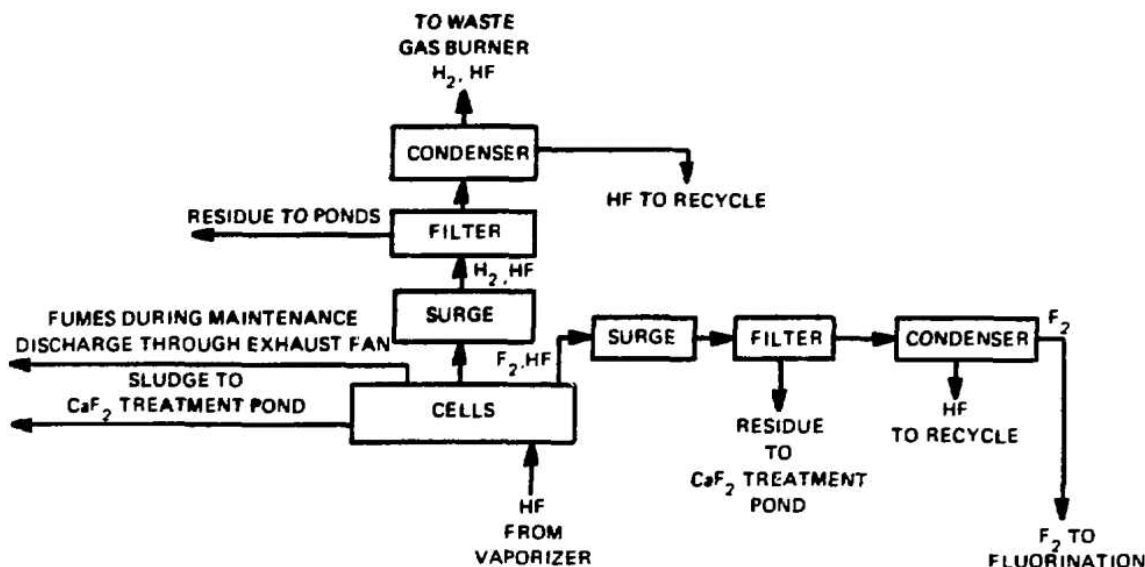 TO WASTE
GAS BURNER
H2, HF
CONDENSER
HF TO RECYCLE
RESIDUE TO PONDS
FILTER
H2, HF
SURGE
FUMES DURING MAINTENANCE
DISCHARGE THROUGH EXHAUST FAN
SLUDGE TO
CaF2 TREATMENT POND
F2, HF
CELLS
HF
FROM
VAPORIZER
SURGE
FILTER
CONDENSER
F2
RESIDUE
TO
CaF2 TREATMENT
POND
HF
TO RECYCLE
F2 TO
FLUORINATION